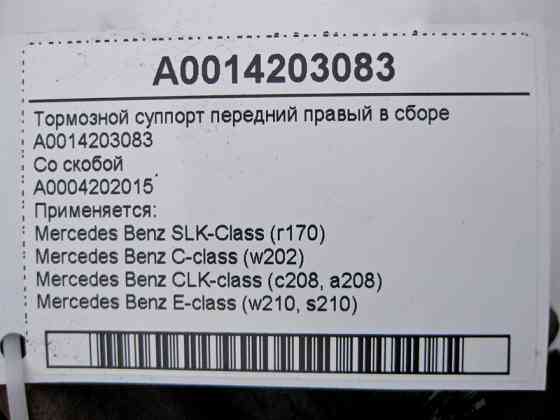 A0014203083
Тормозной суппорт передний правый в сборе
A0014203083
Со скобой
A0004202015
Применяется:
Mercedes Benz SLK-Class (r170)
Mercedes Benz C-class (w202)
Mercedes Benz CLK-class (c208, a208)
Mercedes Benz E-class (w210, s210)